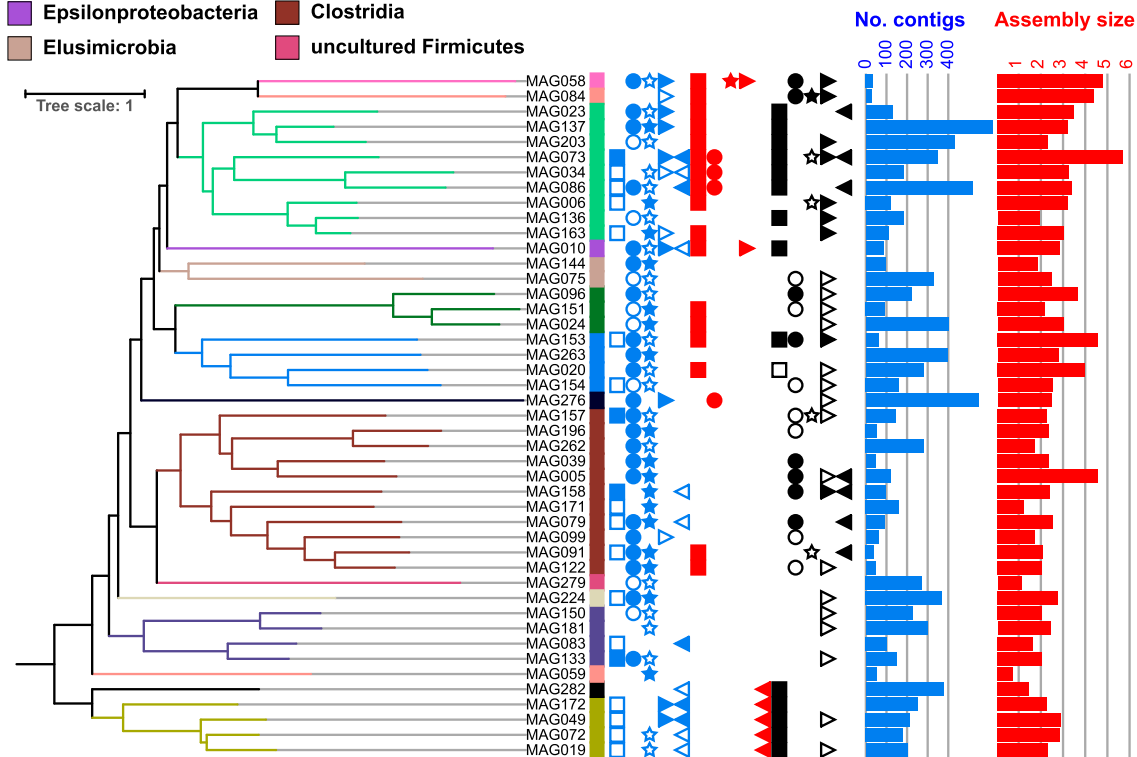 Epsilonproteobacteria
Clostridia
Elusimicrobia
uncultured Firmicutes
No. contigs
Assembly size
0 100 200 300 400
1 2 3 4 5 6
Tree scale: 1
MAG058
MAG084
MAG023
MAG137
MAG203
MAG073
MAG034
MAG086
MAG006
MAG136
MAG163
MAG010
MAG144
MAG075
MAG096
MAG151
MAG024
MAG153
MAG263
MAG020
MAG154
MAG276
MAG157
MAG196
MAG262
MAG039
MAG005
MAG158
MAG171
MAG079
MAG099
MAG091
MAG122
MAG279
MAG224
MAG150
MAG181
MAG083
MAG133
MAG059
MAG282
MAG172
MAG049
MAG072
MAG019